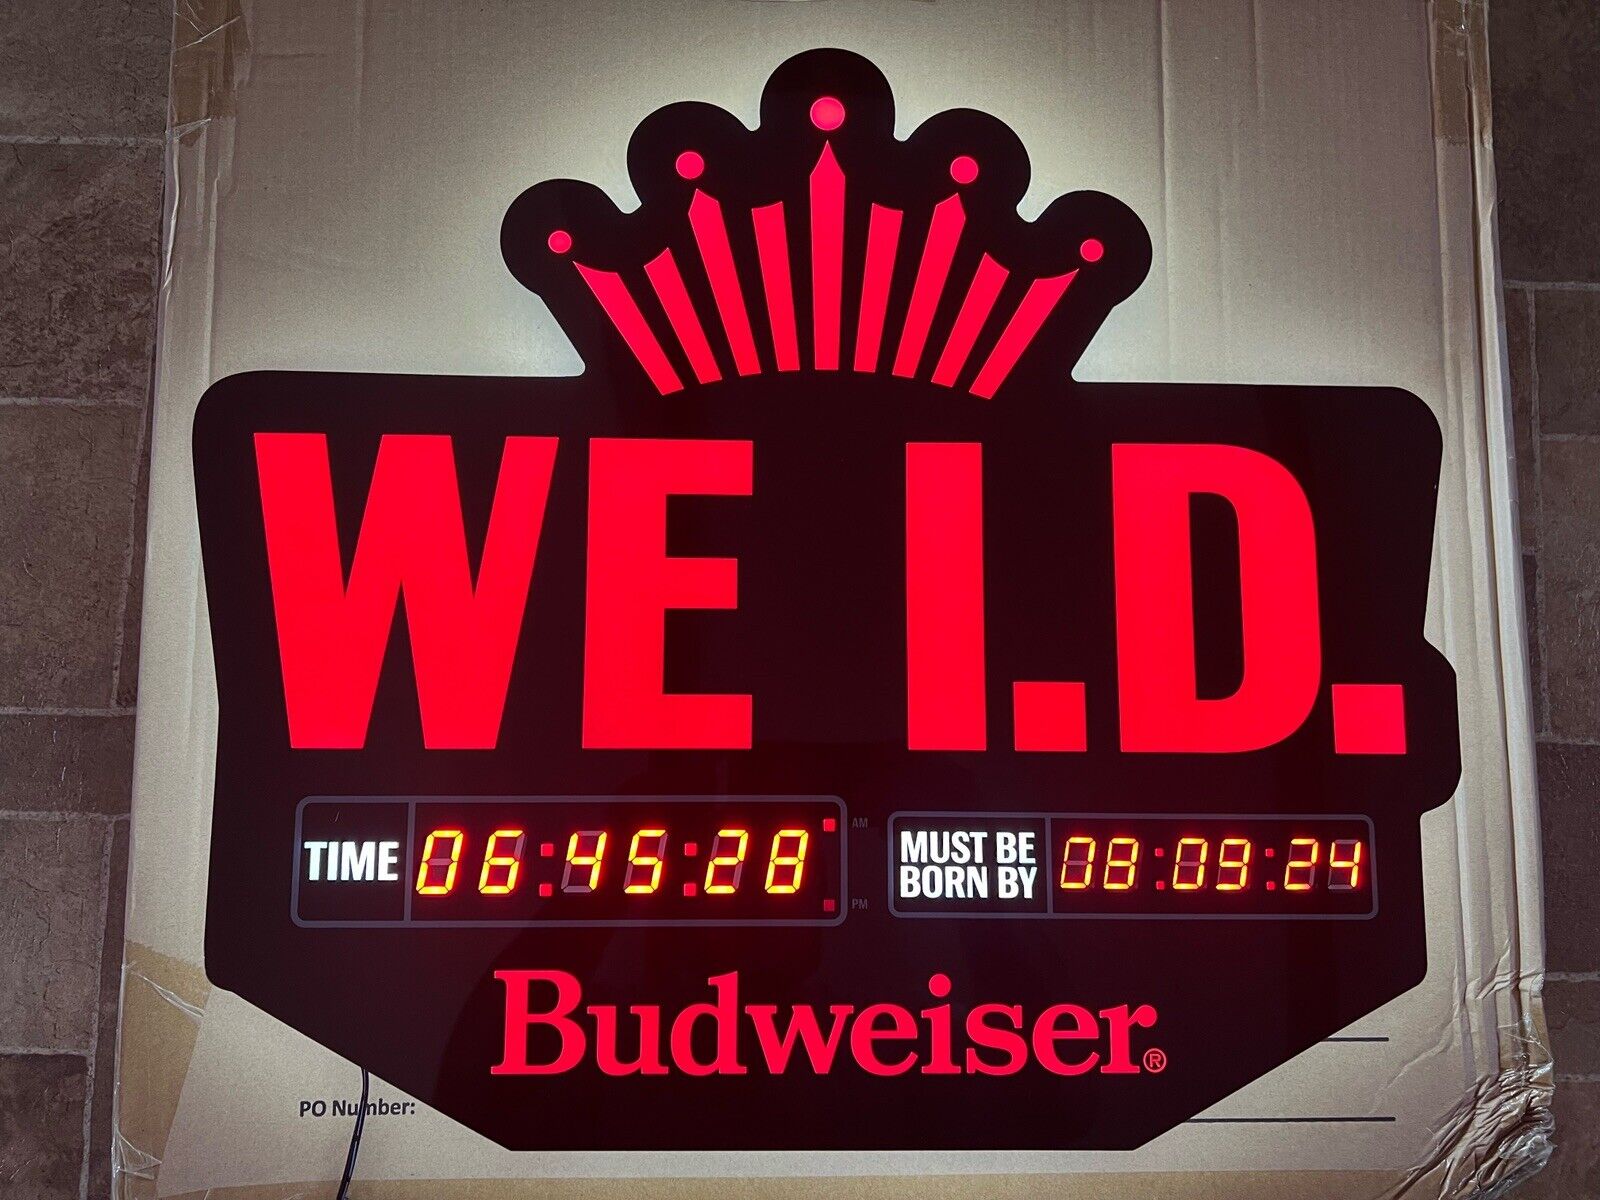 WE I.D.
TIME 06:45:28 AM PM
MUST BE
BORN BY
08:09:24
Budweiser®
PO Number: